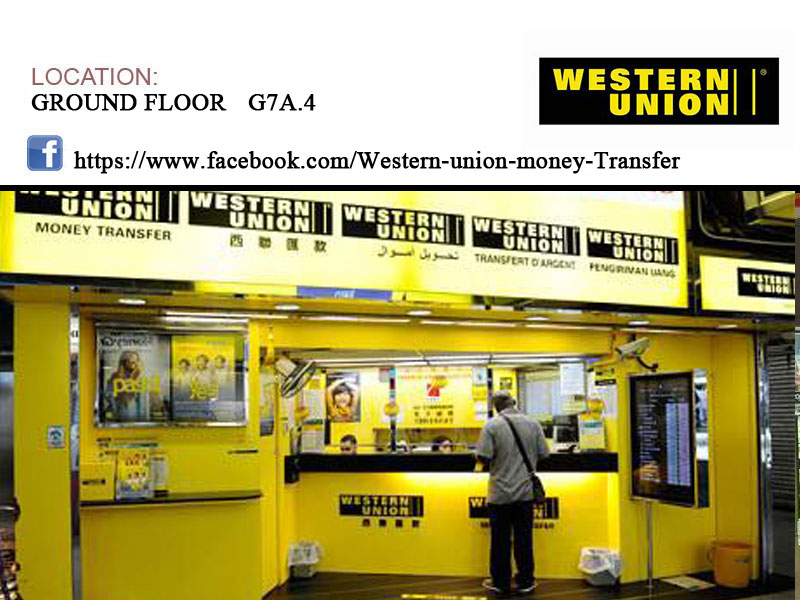 LOCATION:
GROUND FLOOR G7A.4
WESTERN
UNION
®
f
https://www.facebook.com/Western-union-money-Transfer
WESTERN
UNION
MONEY TRANSFER
WESTERN
UNION
西聯匯款
WESTERN
UNION
تحويل أموال
WESTERN
UNION
TRANSFERT D'ARGENT
WESTERN
UNION
PENGIRIMAN UANG
WESTERN
UNION
yes!
WESTERN
UNION
西聯匯款